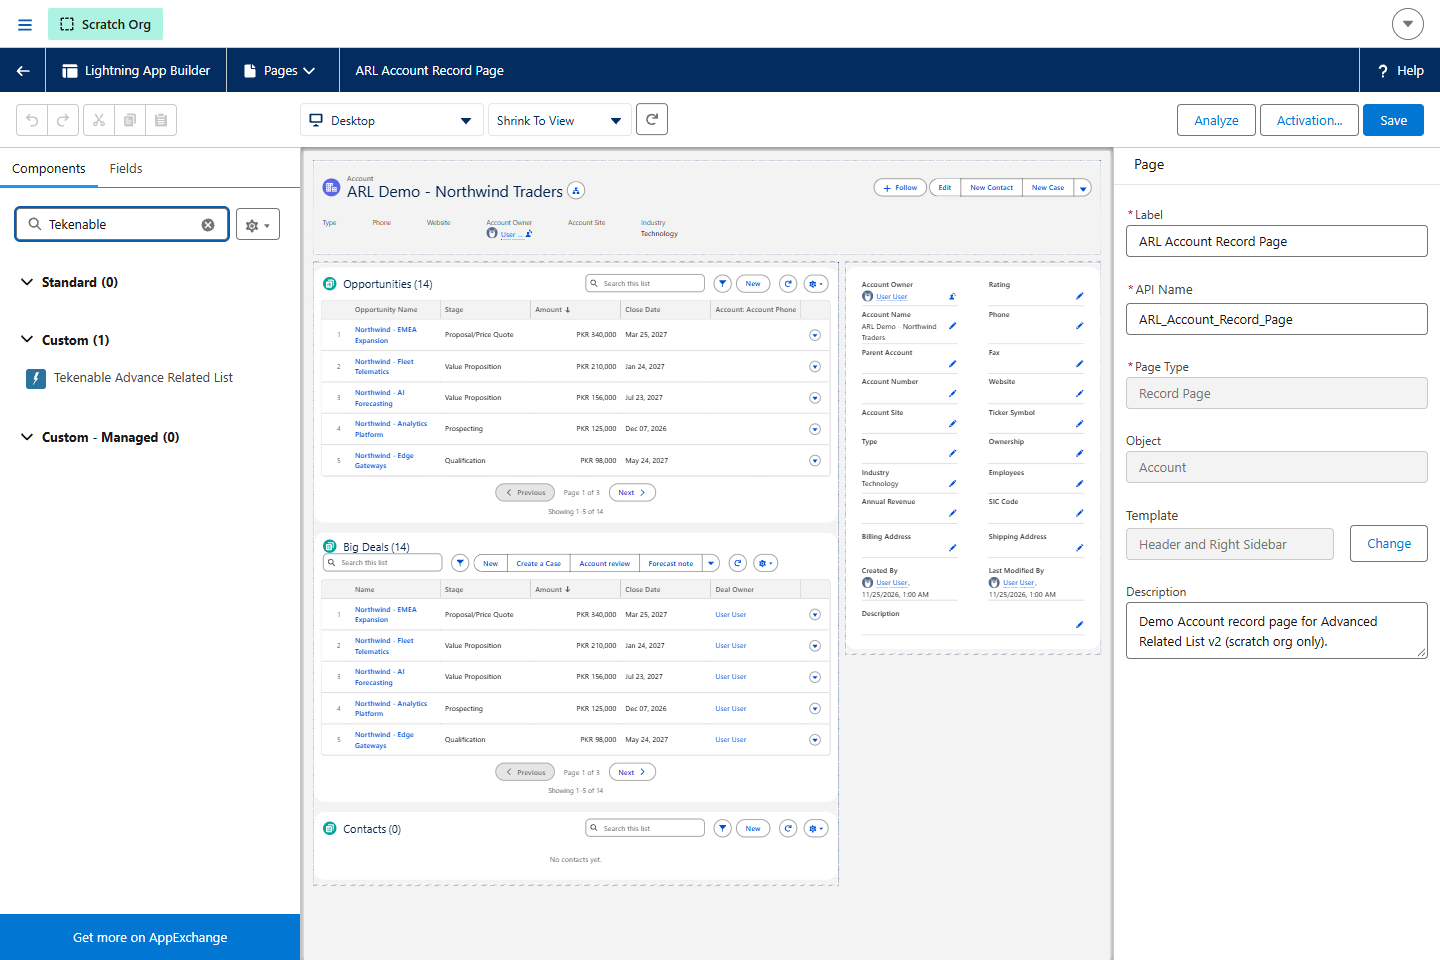 Scratch Org
Lightning App Builder
Pages
ARL Account Record Page
? Help
Desktop
Shrink To View
Analyze
Activation...
Save
Components
Fields
Tekenable
Standard (0)
Custom (1)
Tekenable Advance Related List
Custom - Managed (0)
Get more on AppExchange
Account
ARL Demo - Northwind Traders
+ Follow
Edit
New Contact
New Case
Type
Phone
Website
Account Owner
User ...
Account Site
Industry
Technology
Opportunities (14)
Search this list
New
Opportunity Name Stage Amount Close Date Account: Account Phone
1 Northwind - EMEA Expansion Proposal/Price Quote PKR 340,000 Mar 25, 2027
2 Northwind - Fleet Telematics Value Proposition PKR 210,000 Jan 24, 2027
3 Northwind - AI Forecasting Value Proposition PKR 156,000 Jul 23, 2027
4 Northwind - Analytics Platform Prospecting PKR 125,000 Dec 07, 2026
5 Northwind - Edge Gateways Qualification PKR 98,000 May 24, 2027
Previous Page 1 of 3 Next
Showing 1-5 of 14
Big Deals (14)
Search this list
New
Create a Case
Account review
Forecast note
Name Stage Amount Close Date Deal Owner
1 Northwind - EMEA Expansion Proposal/Price Quote PKR 340,000 Mar 25, 2027 User User
2 Northwind - Fleet Telematics Value Proposition PKR 210,000 Jan 24, 2027 User User
3 Northwind - AI Forecasting Value Proposition PKR 156,000 Jul 23, 2027 User User
4 Northwind - Analytics Platform Prospecting PKR 125,000 Dec 07, 2026 User User
5 Northwind - Edge Gateways Qualification PKR 98,000 May 24, 2027 User User
Previous Page 1 of 3 Next
Showing 1-5 of 14
Contacts (0)
Search this list
New
No contacts yet.
Account Owner
User User
Rating
Account Name
ARL Demo - Northwind
Traders
Phone
Parent Account
Fax
Account Number
Website
Account Site
Ticker Symbol
Type
Ownership
Industry
Technology
Employees
Annual Revenue
SIC Code
Billing Address
Shipping Address
Created By
User User,
11/25/2026, 1:00 AM
Last Modified By
User User,
11/25/2026, 1:00 AM
Description
Page
*Label
ARL Account Record Page
*API Name
ARL_Account_Record_Page
*Page Type
Record Page
Object
Account
Template
Header and Right Sidebar
Change
Description
Demo Account record page for Advanced
Related List v2 (scratch org only).